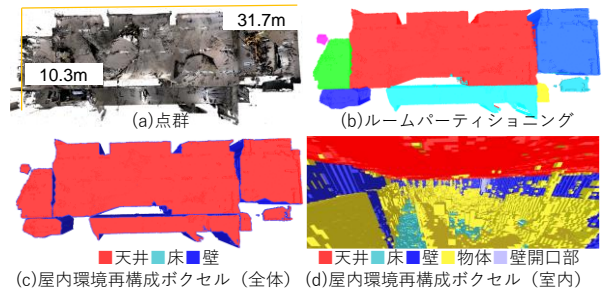 31.7m
10.3m
(a)点群
(b)ルームパーティショニング
天井 床 壁
天井 床 壁 物体 壁開口部
(c)屋内環境再構成ボクセル（全体）
(d)屋内環境再構成ボクセル（室内）